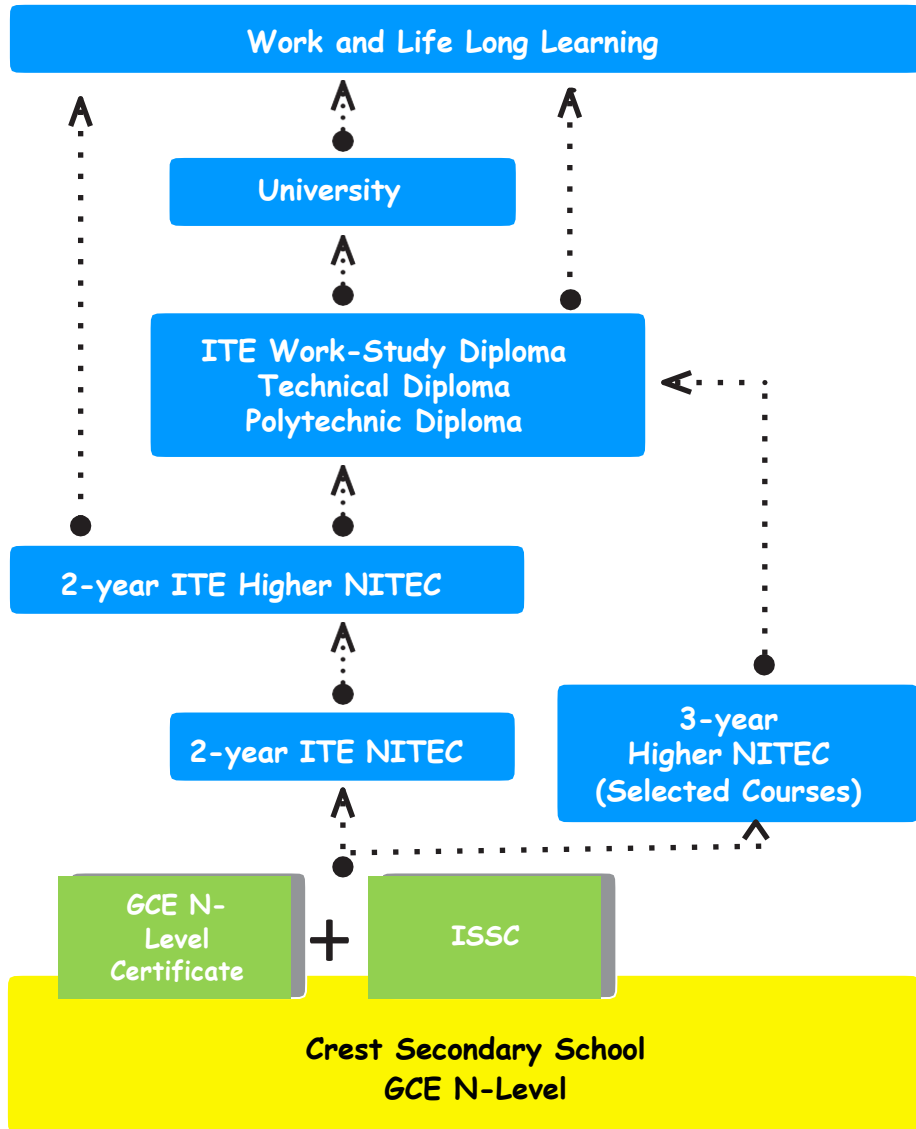 Work and Life Long Learning
University
ITE Work-Study Diploma
Technical Diploma
Polytechnic Diploma
2-year ITE Higher NITEC
2-year ITE NITEC
3-year
Higher NITEC
(Selected Courses)
GCE N-
Level
Certificate
+
ISSC
Crest Secondary School
GCE N-Level